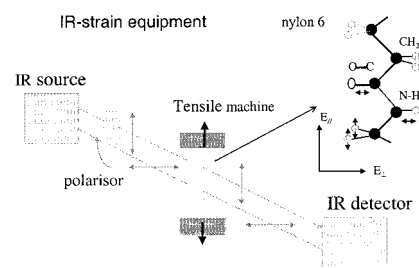 IR-strain equipment
nylon 6
CH2
IR source
O-C
O
Tensile machine
N-H
E//
polarisor
E⊥
IR detector